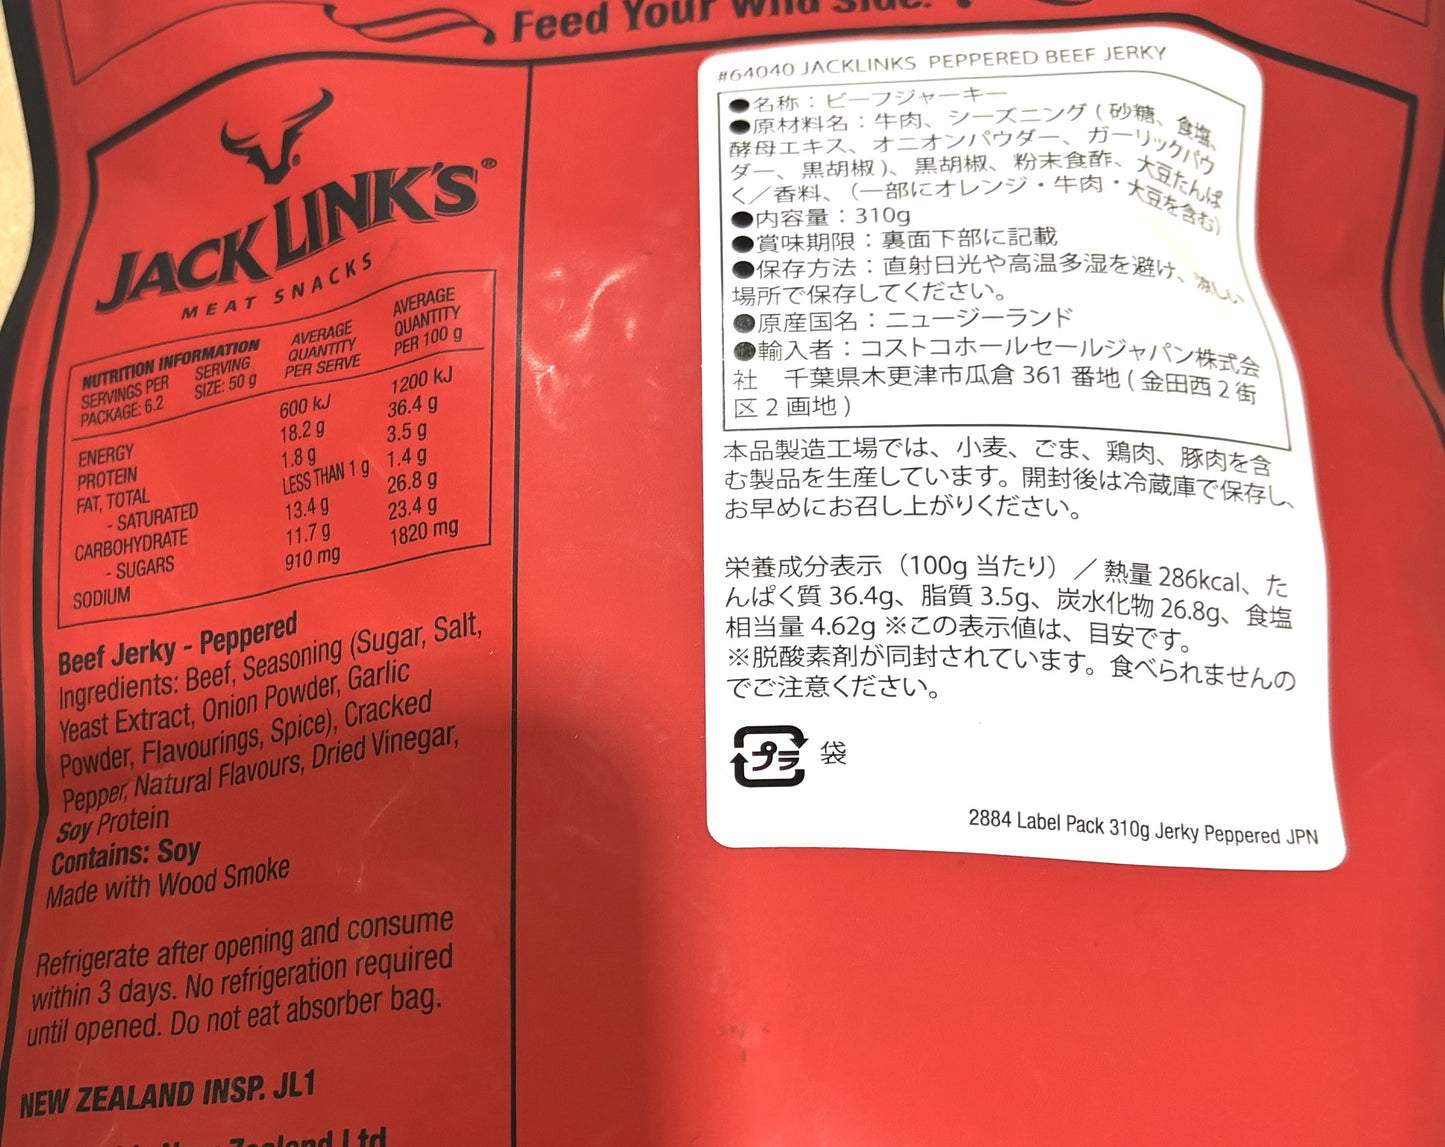 Feed Your Wild Side.
JACK LINK'S®
MEAT SNACKS
NUTRITION INFORMATION
SERVINGS PER PACKAGE: 6.2 SERVING SIZE: 50 g AVERAGE QUANTITY PER SERVE AVERAGE QUANTITY PER 100 g
ENERGY 600 kJ 1200 kJ
PROTEIN 18.2 g 36.4 g
FAT, TOTAL 1.8 g 3.5 g
- SATURATED LESS THAN 1 g 1.4 g
CARBOHYDRATE 13.4 g 26.8 g
- SUGARS 11.7 g 23.4 g
SODIUM 910 mg 1820 mg
Beef Jerky - Peppered
Ingredients: Beef, Seasoning (Sugar, Salt,
Yeast Extract, Onion Powder, Garlic
Powder, Flavourings, Spice), Cracked
Pepper, Natural Flavours, Dried Vinegar,
Soy Protein
Contains: Soy
Made with Wood Smoke
Refrigerate after opening and consume
within 3 days. No refrigeration required
until opened. Do not eat absorber bag.
NEW ZEALAND INSP. JL1
New Zealand Ltd
#64040 JACKLINKS PEPPERED BEEF JERKY
●名称：ビーフジャーキー
●原材料名：牛肉、シーズニング（砂糖、食塩、
酵母エキス、オニオンパウダー、ガーリックパウ
ダー、黒胡椒）、黒胡椒、粉末食酢、大豆たんぱ
く／香料、（一部にオレンジ・牛肉・大豆を含む）
●内容量：310g
●賞味期限：裏面下部に記載
●保存方法：直射日光や高温多湿を避け、涼しい
場所で保存してください。
●原産国名：ニュージーランド
●輸入者：コストコホールセールジャパン株式会
社　千葉県木更津市瓜倉 361 番地 ( 金田西 2 街
区 2 画地 )
本品製造工場では、小麦、ごま、鶏肉、豚肉を含
む製品を生産しています。開封後は冷蔵庫で保存し、
お早めにお召し上がりください。
栄養成分表示（100g 当たり）／熱量 286kcal、た
んぱく質 36.4g、脂質 3.5g、炭水化物 26.8g、食塩
相当量 4.62g ※この表示値は、目安です。
※脱酸素剤が同封されています。食べられませんの
でご注意ください。
プラ 袋
2884 Label Pack 310g Jerky Peppered JPN